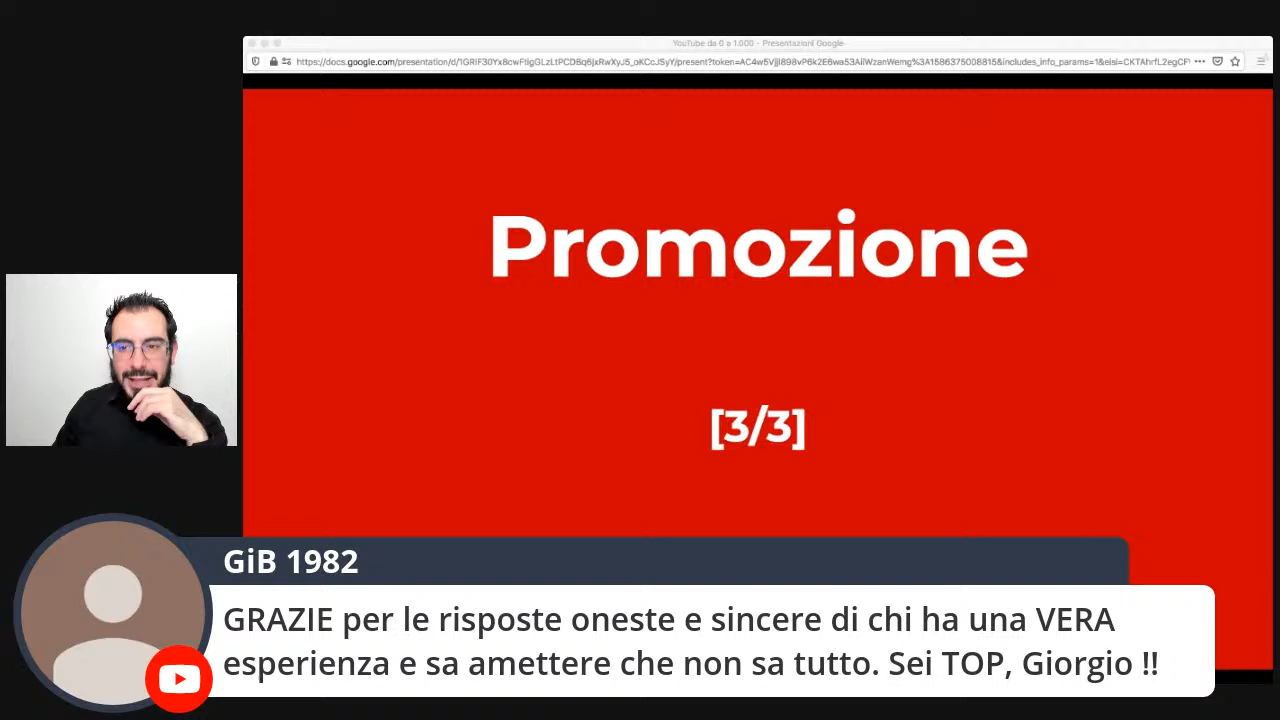 YouTube da 0 a 1.000 - Presentazioni Google
Promozione
[3/3]
GiB 1982
GRAZIE per le risposte oneste e sincere di chi ha una VERA
esperienza e sa amettere che non sa tutto. Sei TOP, Giorgio !!